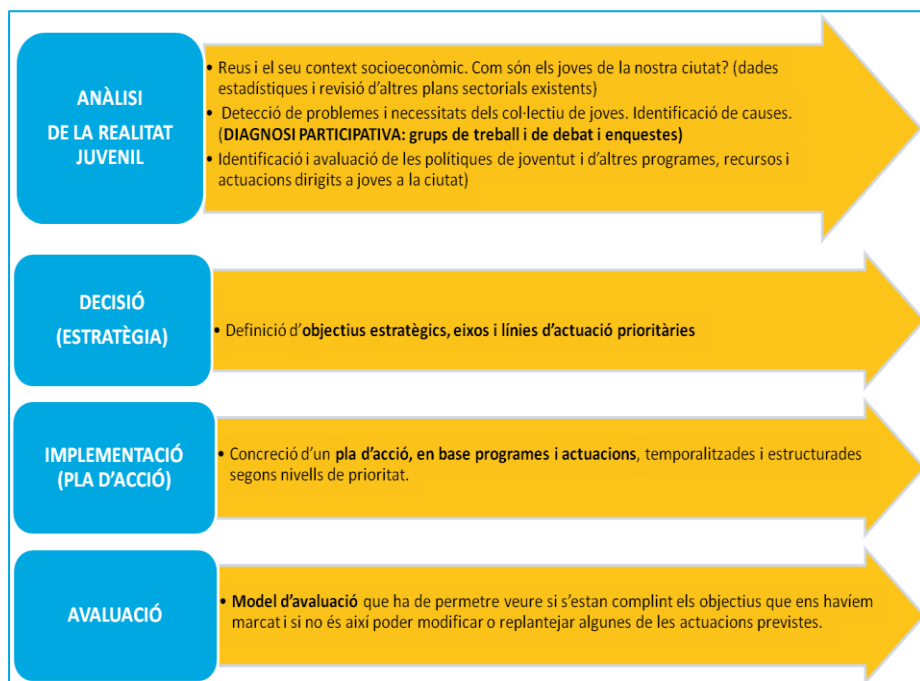 ANÀLISI
DE LA REALITAT
JUVENIL
• Reus i el seu context socioeconòmic. Com són els joves de la nostra ciutat? (dades
estadístiques i revisió d'altres plans sectorials existents)
• Detecció de problemes i necessitats dels col·lectiu de joves. Identificació de causes.
(DIAGNOSI PARTICIPATIVA: grups de treball i de debat i enquestes)
• Identificació i avaluació de les polítiques de joventut i d'altres programes, recursos i
actuacions dirigits a joves a la ciutat)
DECISIÓ
(ESTRATÈGIA)
• Definició d'objectius estratègics, eixos i línies d'actuació prioritàries
IMPLEMENTACIÓ
(PLA D'ACCIÓ)
• Concreció d'un pla d'acció, en base programes i actuacions, temporalitzades i estructurades
segons nivells de prioritat.
AVALUACIÓ
• Model d'avaluació que ha de permetre veure si s'estan complint els objectius que ens havíem
marcat i si no és així poder modificar o replantejar algunes de les actuacions previstes.